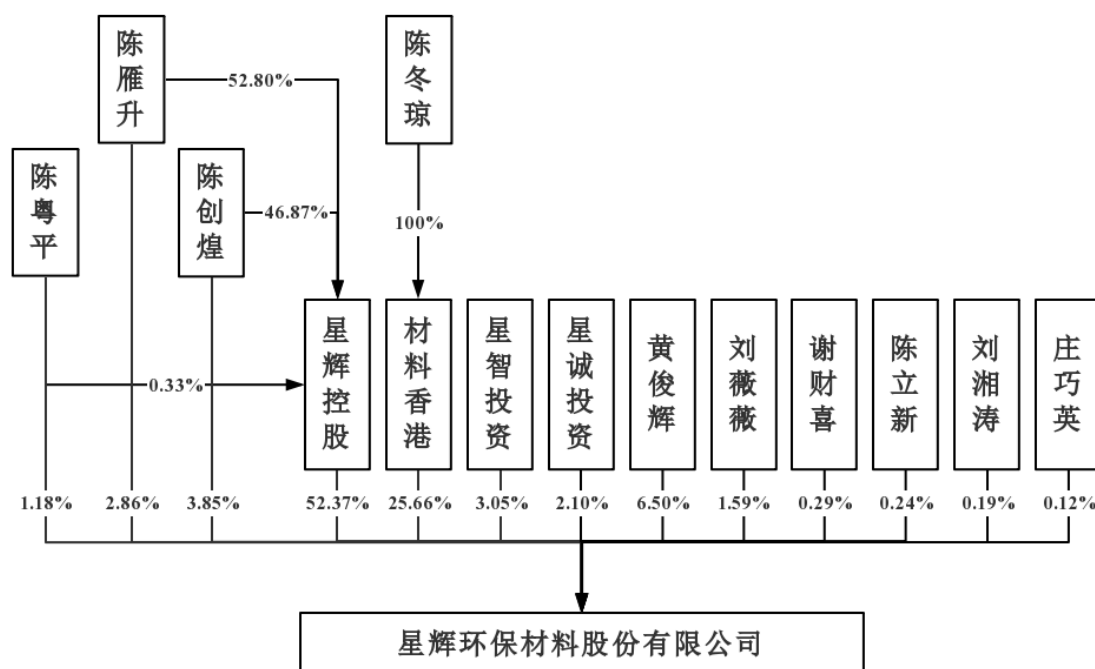 陈雁升
52.80%
陈冬琼
陈粤平
陈创煌
46.87%
100%
0.33%
星辉控股
材料香港
星智投资
星诚投资
黄俊辉
刘薇薇
谢财喜
陈立新
刘湘涛
庄巧英
1.18%
2.86%
3.85%
52.37%
25.66%
3.05%
2.10%
6.50%
1.59%
0.29%
0.24%
0.19%
0.12%
星辉环保材料股份有限公司